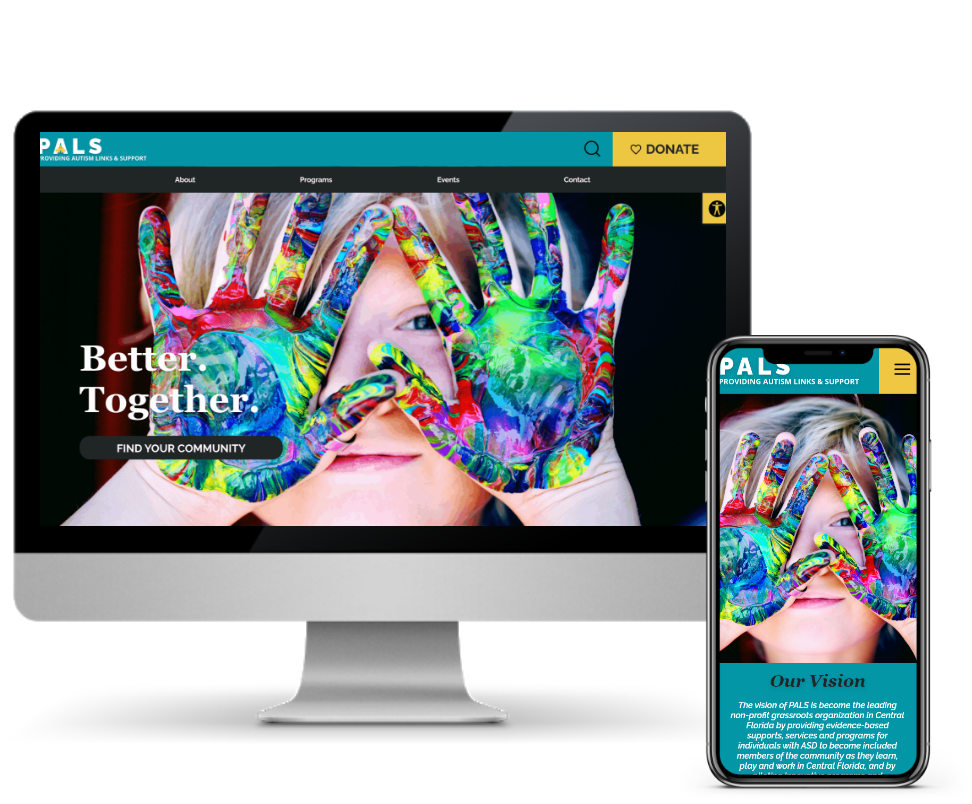 PALS
PROVIDING AUTISM LINKS & SUPPORT
DONATE
About Programs Events Contact
Better.
Together.
FIND YOUR COMMUNITY
PALS
PROVIDING AUTISM LINKS & SUPPORT
Our Vision
The vision of PALS is become the leading
non-profit grassroots organization in Central
Florida by providing evidence-based
supports, services and programs for
individuals with ASD to become included
members of the community as they learn,
play and work in Central Florida, and by